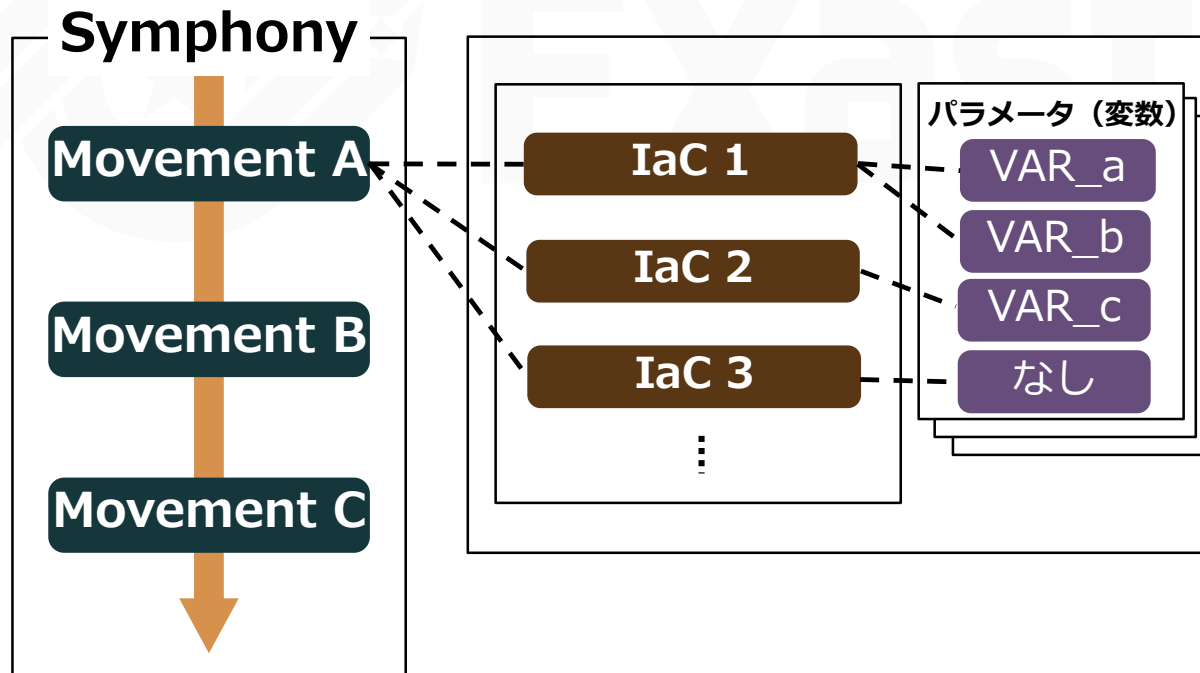 Symphony
Movement A
Movement B
Movement C
IaC 1
IaC 2
IaC 3
パラメータ（変数）
VAR_a
VAR_b
VAR_c
なし